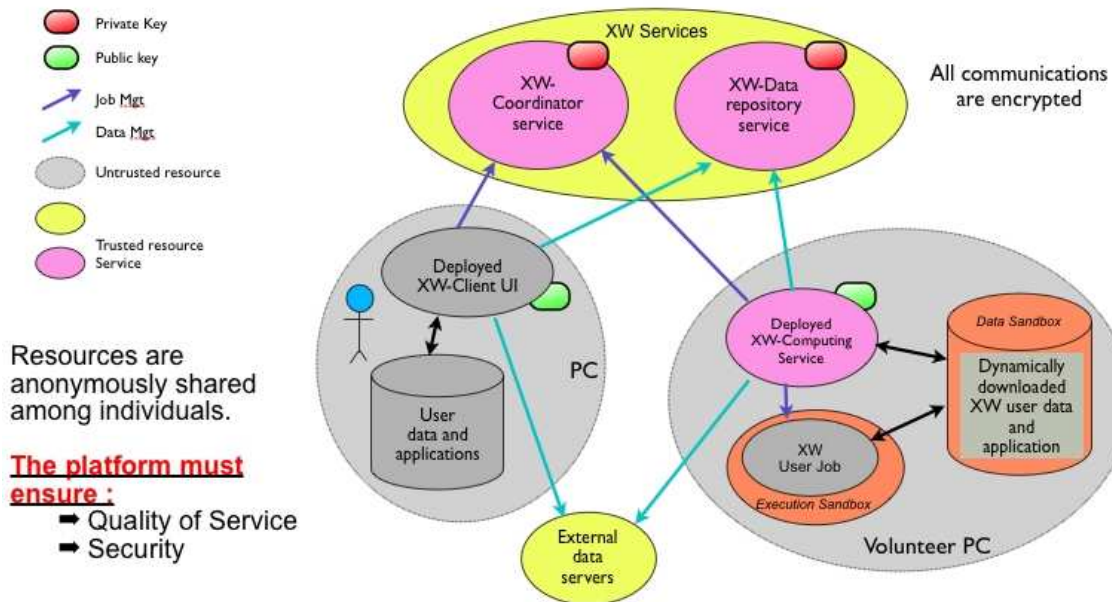 Private Key
Public key
Job Mgt
Data Mgt
Untrusted resource
Trusted resource
Service
Resources are
anonymously shared
among individuals.
The platform must
ensure :
➡ Quality of Service
➡ Security
XW Services
XW-
Coordinator
service
XW-Data
repository
service
All communications
are encrypted
Deployed
XW-Client UI
PC
User
data and
applications
External
data
servers
Deployed
XW-Computing
Service
Data Sandbox
Dynamically
downloaded
XW user data
and
application
XW
User Job
Execution Sandbox
Volunteer PC